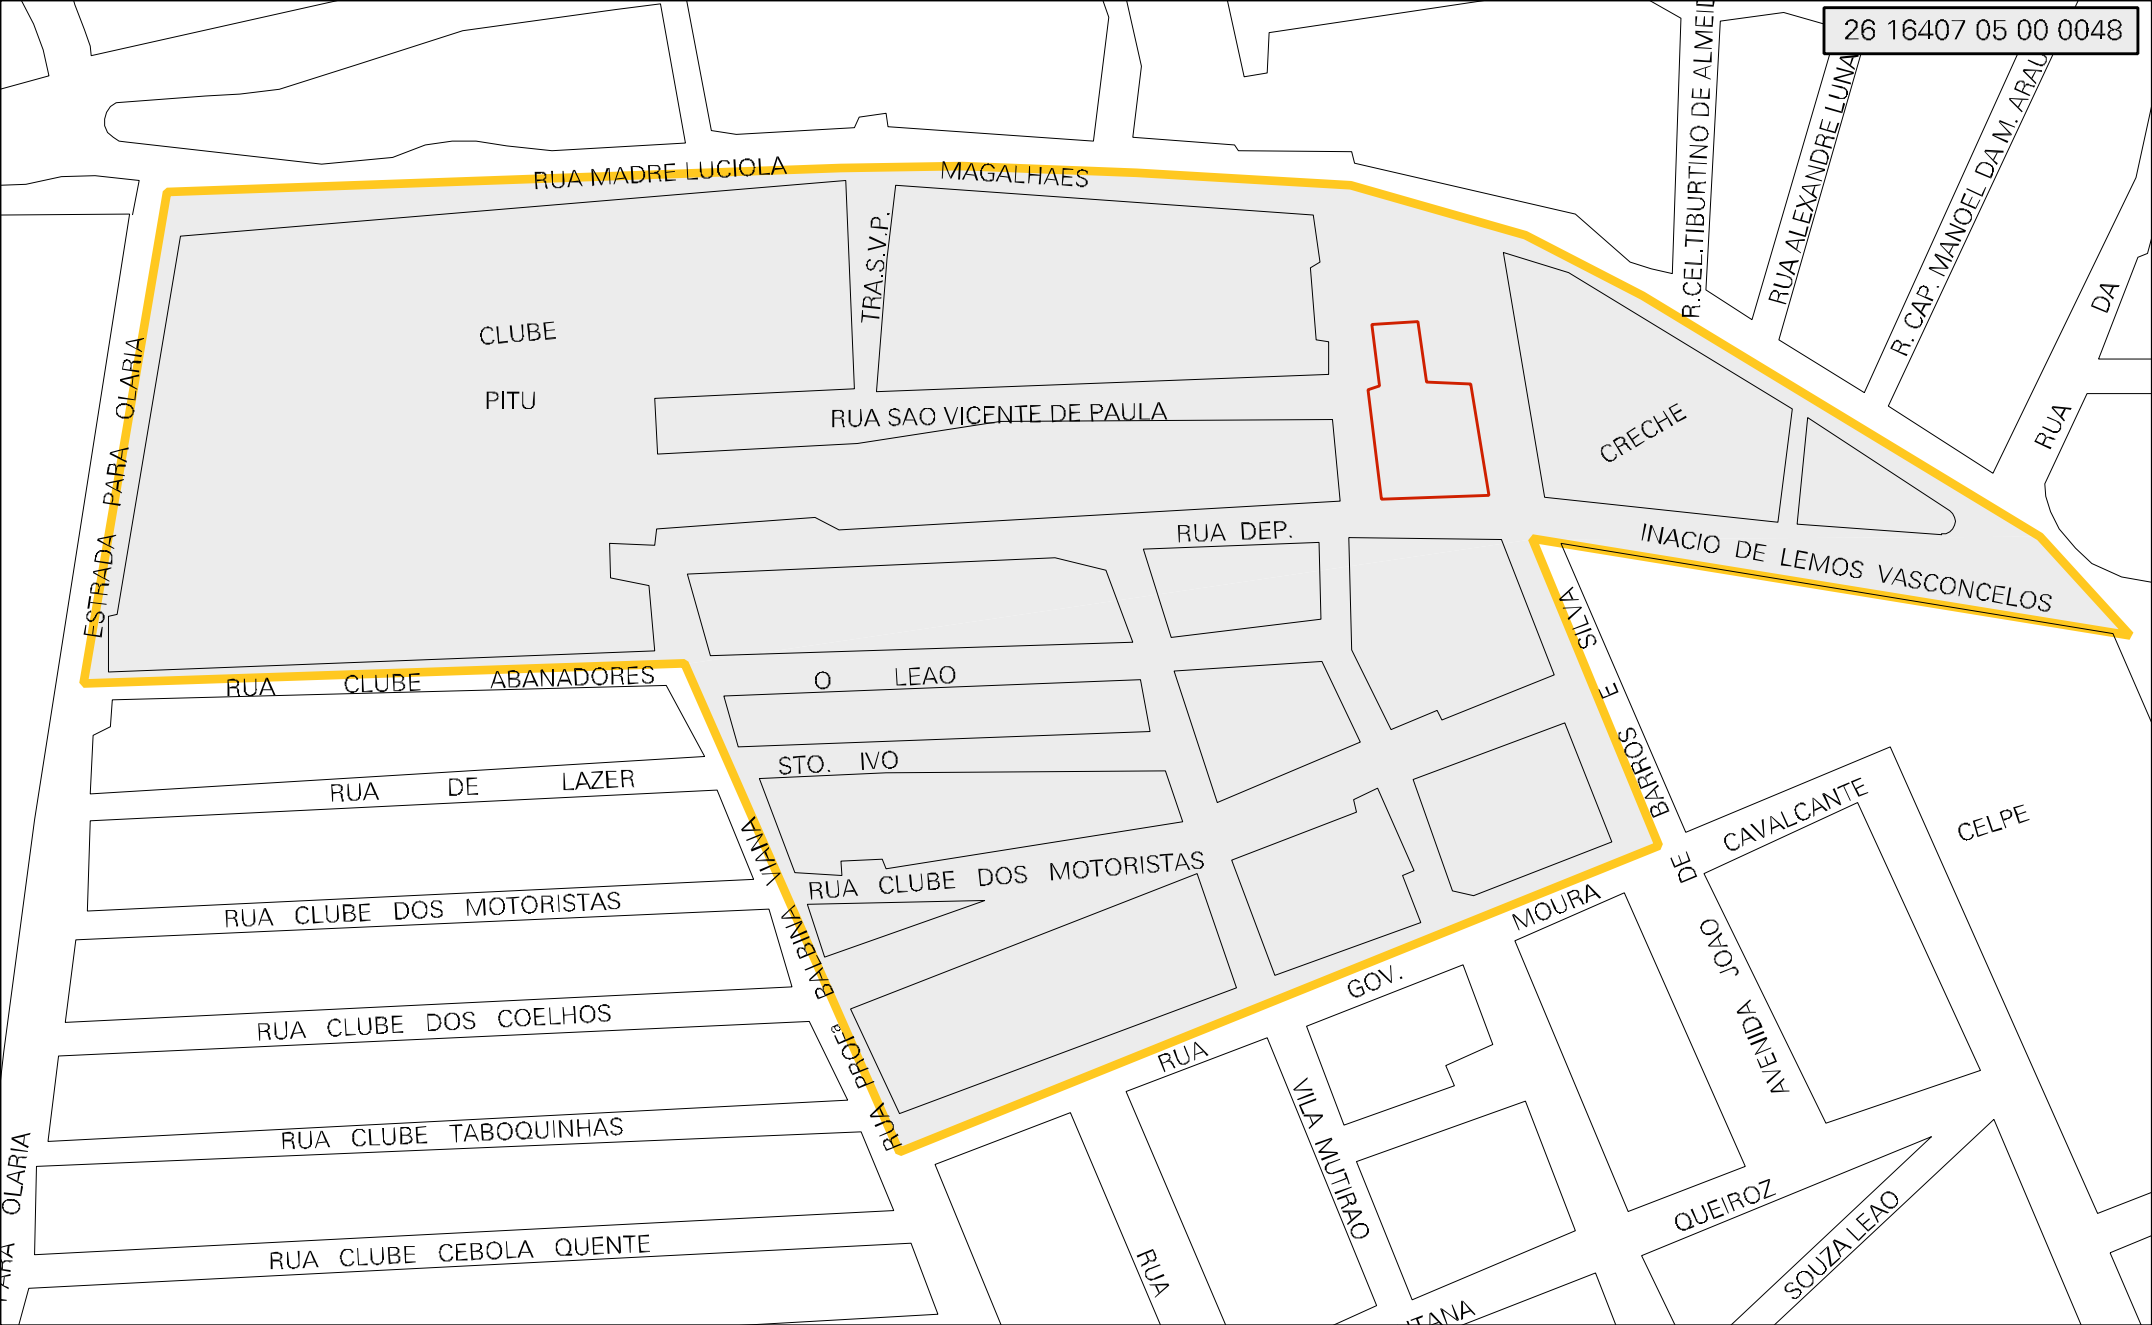 26 16407 05 00 0048
R.CEL.TIBURTINO DE ALMEID
RUA ALEXANDRE LUNA
R. CAP. MANOEL DA M. ARAU
RUA DA
RUA MADRE LUCIOLA MAGALHAES
TRA.S.V.P.
CLUBE
PITU
ESTRADA PARA OLARIA
RUA SAO VICENTE DE PAULA
CRECHE
RUA DEP.
INACIO DE LEMOS VASCONCELOS
RUA CLUBE ABANADORES
O LEAO
STO. IVO
AVENIDA JOAO DE BARROS E SILVA
RUA DE LAZER
CAVALCANTE
CELPE
RUA CLUBE DOS MOTORISTAS
RUA CLUBE DOS MOTORISTAS
RUA PROFª BALBINA VIANA
RUA GOV. MOURA
RUA CLUBE DOS COELHOS
RUA CLUBE TABOQUINHAS
PARA OLARIA
VILA MUTIRAO
QUEIROZ
SOUZA LEAO
RUA CLUBE CEBOLA QUENTE
RUA
TANA